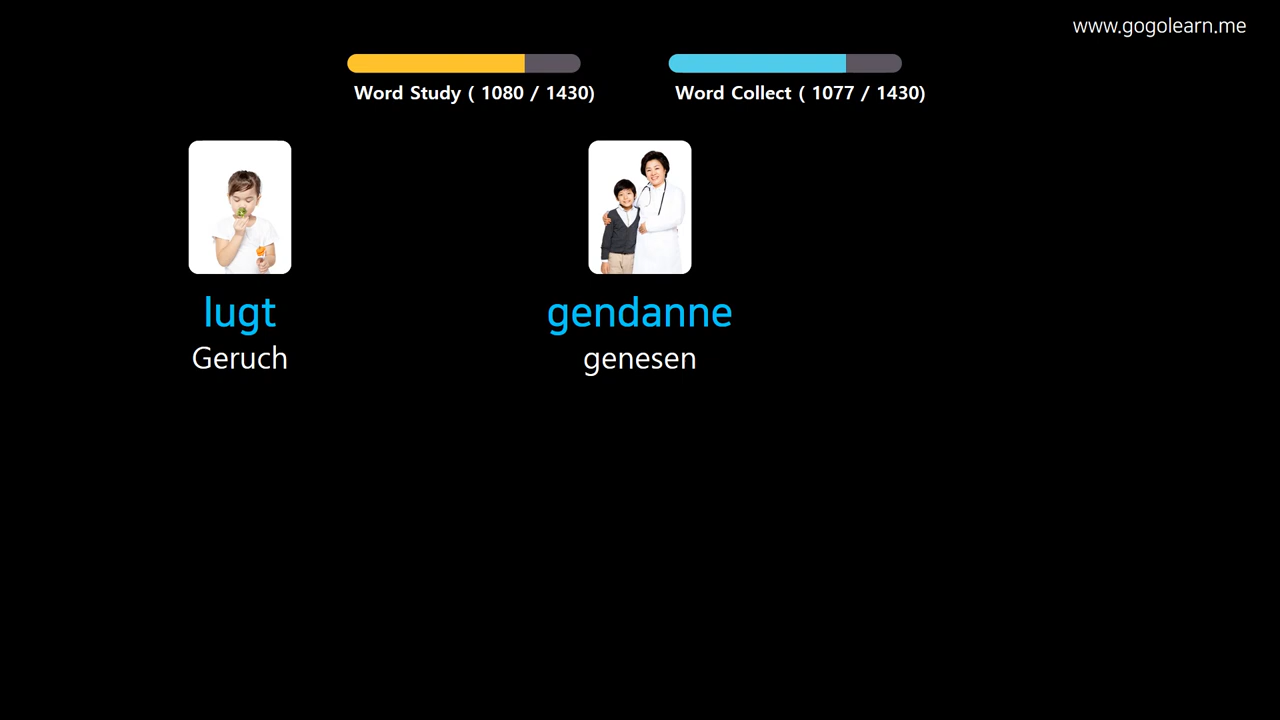 www.gogolearn.me
Word Study ( 1080 / 1430)
Word Collect ( 1077 / 1430)
lugt
gendanne
Geruch
genesen